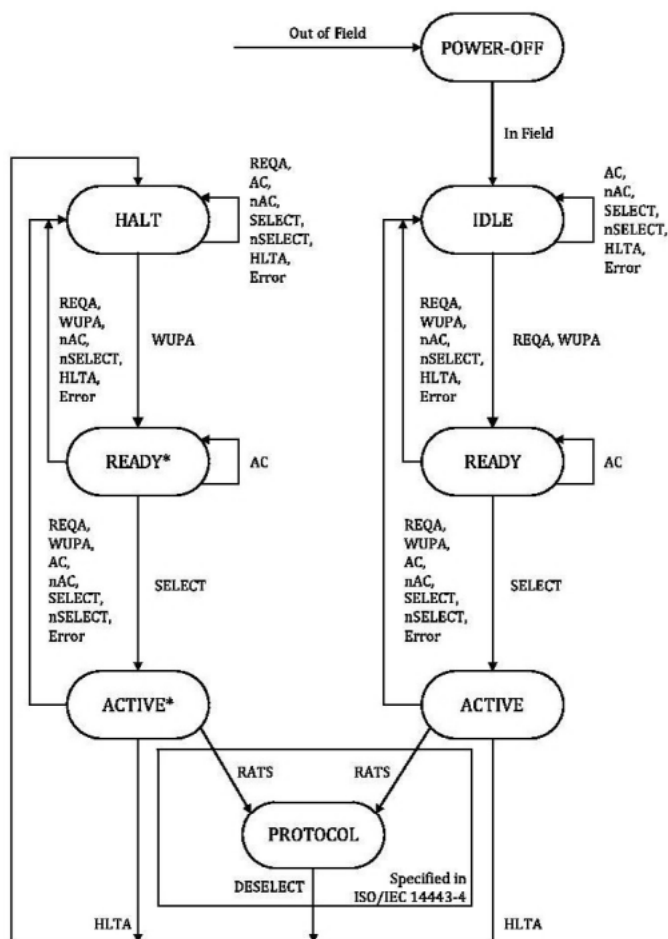 Out of Field
POWER-OFF
In Field
HALT
REQA,
AC,
nAC,
SELECT,
nSELECT,
HLTA,
Error
IDLE
AC,
nAC,
SELECT,
nSELECT,
HLTA,
Error
REQA,
WUPA,
nAC,
nSELECT,
HLTA,
Error
WUPA
REQA,
WUPA,
nAC,
nSELECT,
HLTA,
Error
REQA, WUPA
READY*
AC
READY
AC
REQA,
WUPA,
AC,
nAC,
SELECT,
nSELECT,
Error
SELECT
REQA,
WUPA,
AC,
nAC,
SELECT,
nSELECT,
Error
SELECT
ACTIVE*
ACTIVE
RATS
RATS
PROTOCOL
DESELECT
Specified in
ISO/IEC 14443-4
HLTA
HLTA